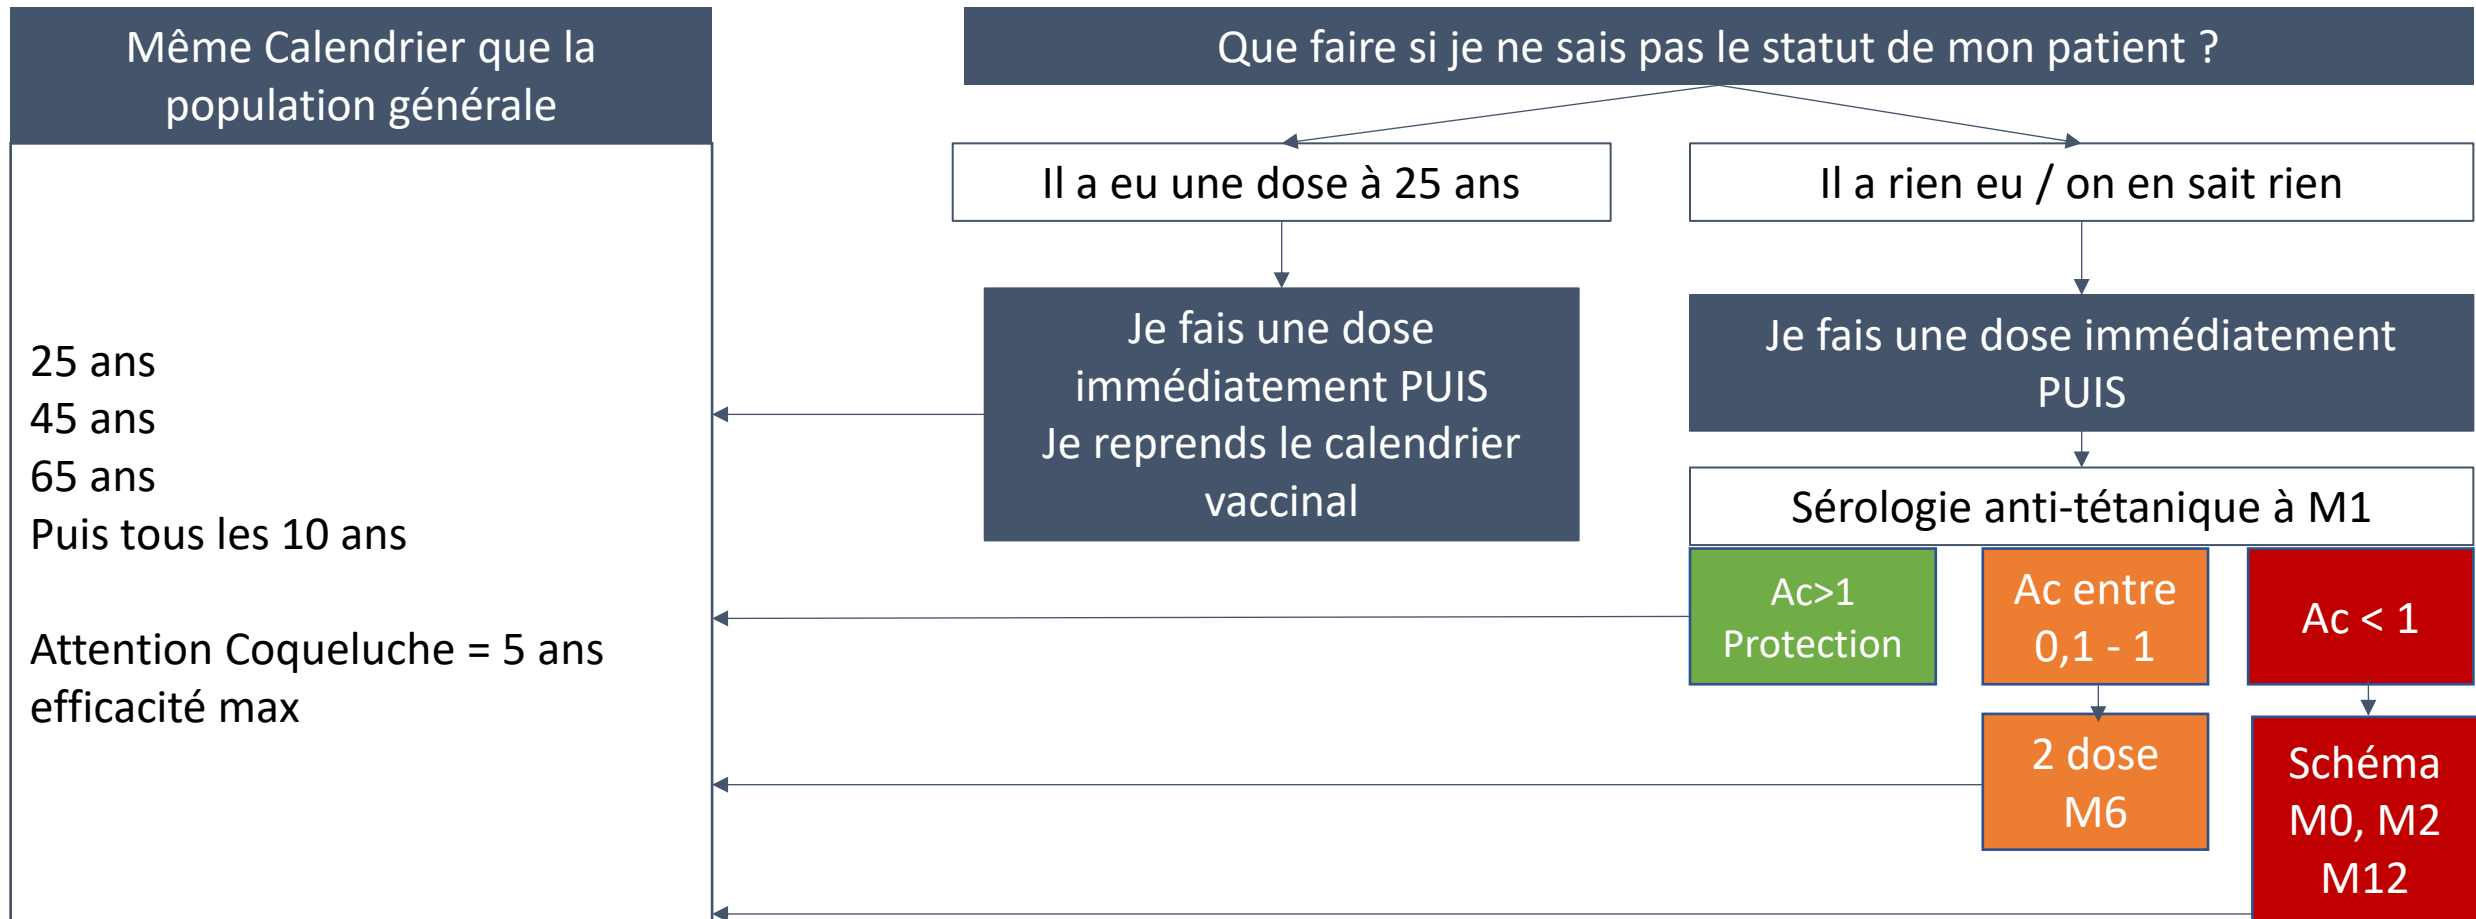 Même Calendrier que la
population générale
25 ans
45 ans
65 ans
Puis tous les 10 ans
Attention Coqueluche = 5 ans
efficacité max
Que faire si je ne sais pas le statut de mon patient ?
Il a eu une dose à 25 ans
Je fais une dose
immédiatement PUIS
Je reprends le calendrier
vaccinal
Il a rien eu / on en sait rien
Je fais une dose immédiatement
PUIS
Sérologie anti-tétanique à M1
Ac>1
Protection
Ac entre
0,1 - 1
Ac < 1
2 dose
M6
Schéma
M0, M2
M12